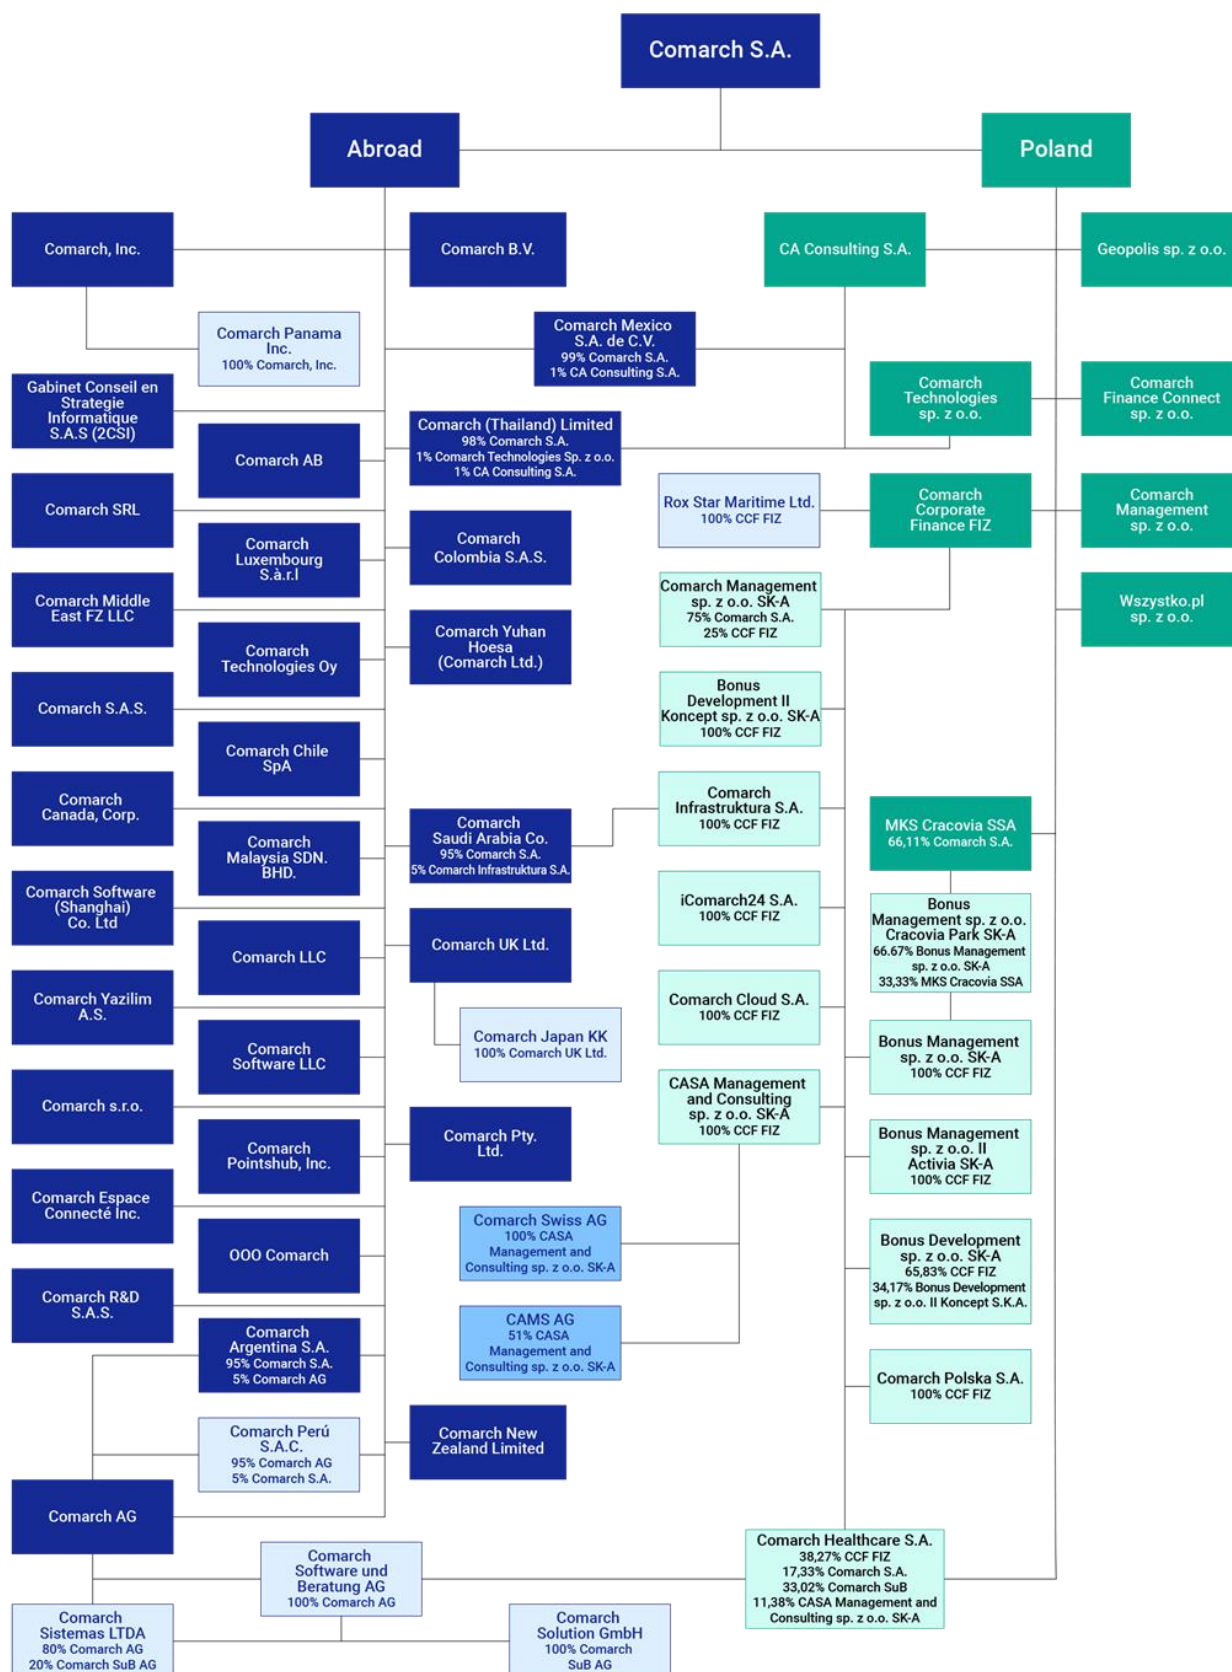 Comarch S.A.
Abroad
Poland
Comarch, Inc.
Comarch B.V.
CA Consulting S.A.
Geopolis sp. z o.o.
Comarch Panama
Inc.
100% Comarch, Inc.
Comarch Mexico
S.A. de C.V.
99% Comarch S.A.
1% CA Consulting S.A.
Gabinet Conseil en
Strategie
Informatique
S.A.S (2CSI)
Comarch AB
Comarch (Thailand) Limited
98% Comarch S.A.
1% Comarch Technologies Sp. z o.o.
1% CA Consulting S.A.
Comarch
Technologies
sp. z o.o.
Comarch
Finance Connect
sp. z o.o.
Comarch SRL
Rox Star Maritime Ltd.
100% CCF FIZ
Comarch
Corporate
Finance FIZ
Comarch
Management
sp. z o.o.
Comarch
Luxembourg
S.à.r.l
Comarch
Colombia S.A.S.
Comarch Middle
East FZ LLC
Comarch Management
sp. z o.o. SK-A
75% Comarch S.A.
25% CCF FIZ
Wszystko.pl
sp. z o.o.
Comarch
Technologies Oy
Comarch Yuhan
Hoesa
(Comarch Ltd.)
Comarch S.A.S.
Bonus
Development II
Koncept sp. z o.o. SK-A
100% CCF FIZ
Comarch Chile
SpA
Comarch
Canada, Corp.
Comarch
Saudi Arabia Co.
95% Comarch S.A.
5% Comarch Infrastruktura S.A.
Comarch
Infrastruktura S.A.
100% CCF FIZ
MKS Cracovia SSA
66,11% Comarch S.A.
Comarch
Malaysia SDN.
BHD.
Comarch Software
(Shanghai)
Co. Ltd
iComarch24 S.A.
100% CCF FIZ
Bonus
Management sp. z o.o.
Cracovia Park SK-A
66.67% Bonus Management
sp. z o.o. SK-A
33,33% MKS Cracovia SSA
Comarch LLC
Comarch UK Ltd.
Comarch Yazilim
A.S.
Comarch Cloud S.A.
100% CCF FIZ
Comarch
Software LLC
Comarch Japan KK
100% Comarch UK Ltd.
Bonus Management
sp. z o.o. SK-A
100% CCF FIZ
Comarch s.r.o.
CASA Management
and Consulting
sp. z o.o. SK-A
100% CCF FIZ
Comarch
Pointshub, Inc.
Comarch Pty.
Ltd.
Bonus Management
sp. z o.o. II
Activia SK-A
100% CCF FIZ
Comarch Espace
Connecté Inc.
OOO Comarch
Comarch Swiss AG
100% CASA
Management and
Consulting sp. z o.o. SK-A
Bonus Development
sp. z o.o. SK-A
65,83% CCF FIZ
34,17% Bonus Development
sp. z o.o. II Koncept S.K.A.
Comarch R&D
S.A.S.
CAMS AG
51% CASA
Management and
Consulting sp. z o.o. SK-A
Comarch
Argentina S.A.
95% Comarch S.A.
5% Comarch AG
Comarch Polska S.A.
100% CCF FIZ
Comarch Perú
S.A.C.
95% Comarch AG
5% Comarch S.A.
Comarch New
Zealand Limited
Comarch AG
Comarch
Software und
Beratung AG
100% Comarch AG
Comarch Healthcare S.A.
38,27% CCF FIZ
17,33% Comarch S.A.
33,02% Comarch SuB
11,38% CASA Management and
Consulting sp. z o.o. SK-A
Comarch
Sistemas LTDA
80% Comarch AG
20% Comarch SuB AG
Comarch
Solution GmbH
100% Comarch
SuB AG